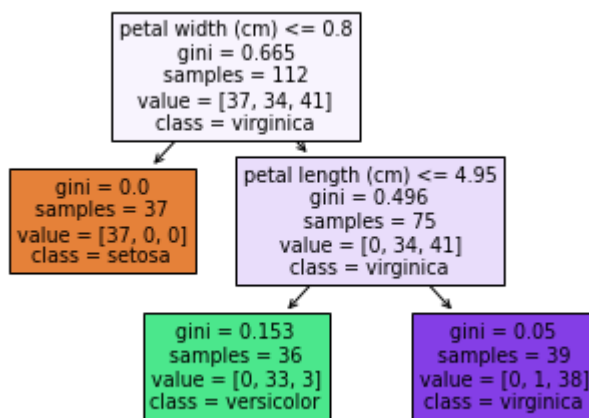 petal width (cm) <= 0.8
gini = 0.665
samples = 112
value = [37, 34, 41]
class = virginica
gini = 0.0
samples = 37
value = [37, 0, 0]
class = setosa
petal length (cm) <= 4.95
gini = 0.496
samples = 75
value = [0, 34, 41]
class = virginica
gini = 0.153
samples = 36
value = [0, 33, 3]
class = versicolor
gini = 0.05
samples = 39
value = [0, 1, 38]
class = virginica